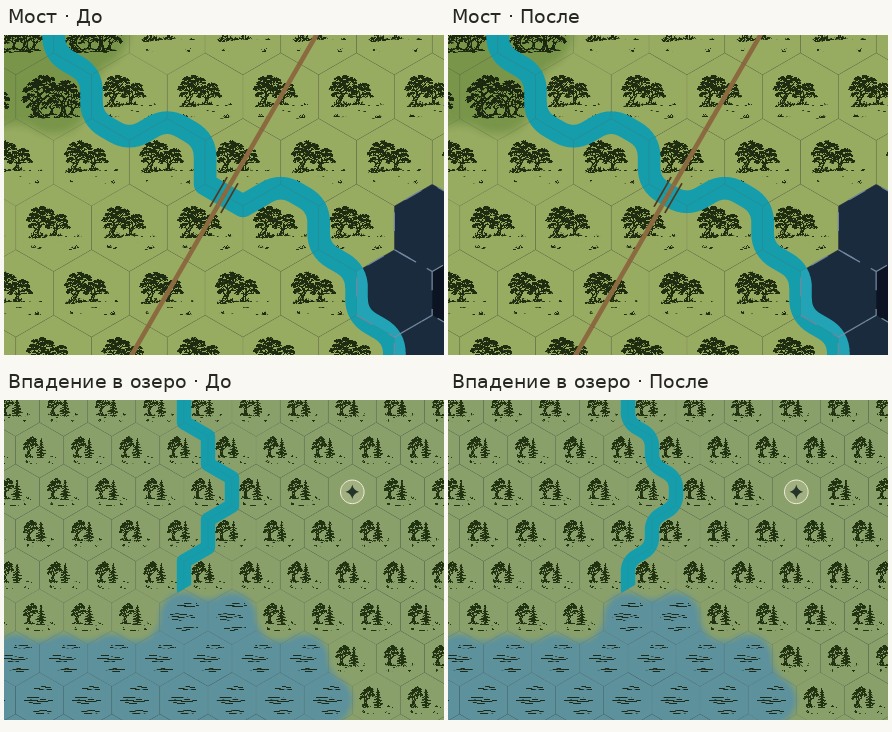 Мост · До
Мост · После
Впадение в озеро · До
Впадение в озеро · После